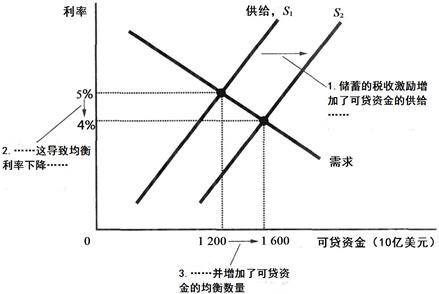 利率
供给，S₁
S₂
1. 储蓄的税收激励增
加了可贷资金的供给
……
5%
4%
2. ……这导致均衡
利率下降……
需求
0
1 200
1 600
可贷资金（10亿美元）
3. ……并增加了可贷资
金的均衡数量